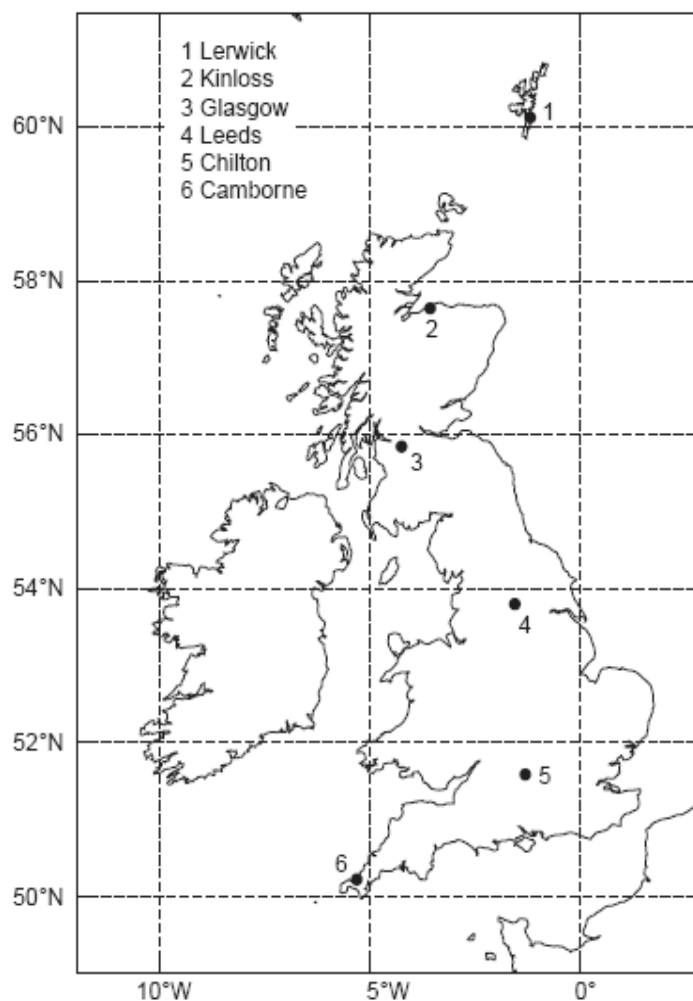 1 Lerwick
2 Kinloss
3 Glasgow
4 Leeds
5 Chilton
6 Camborne
60°N
1
58°N
2
56°N
3
54°N
4
52°N
5
6
50°N
10°W 5°W 0°